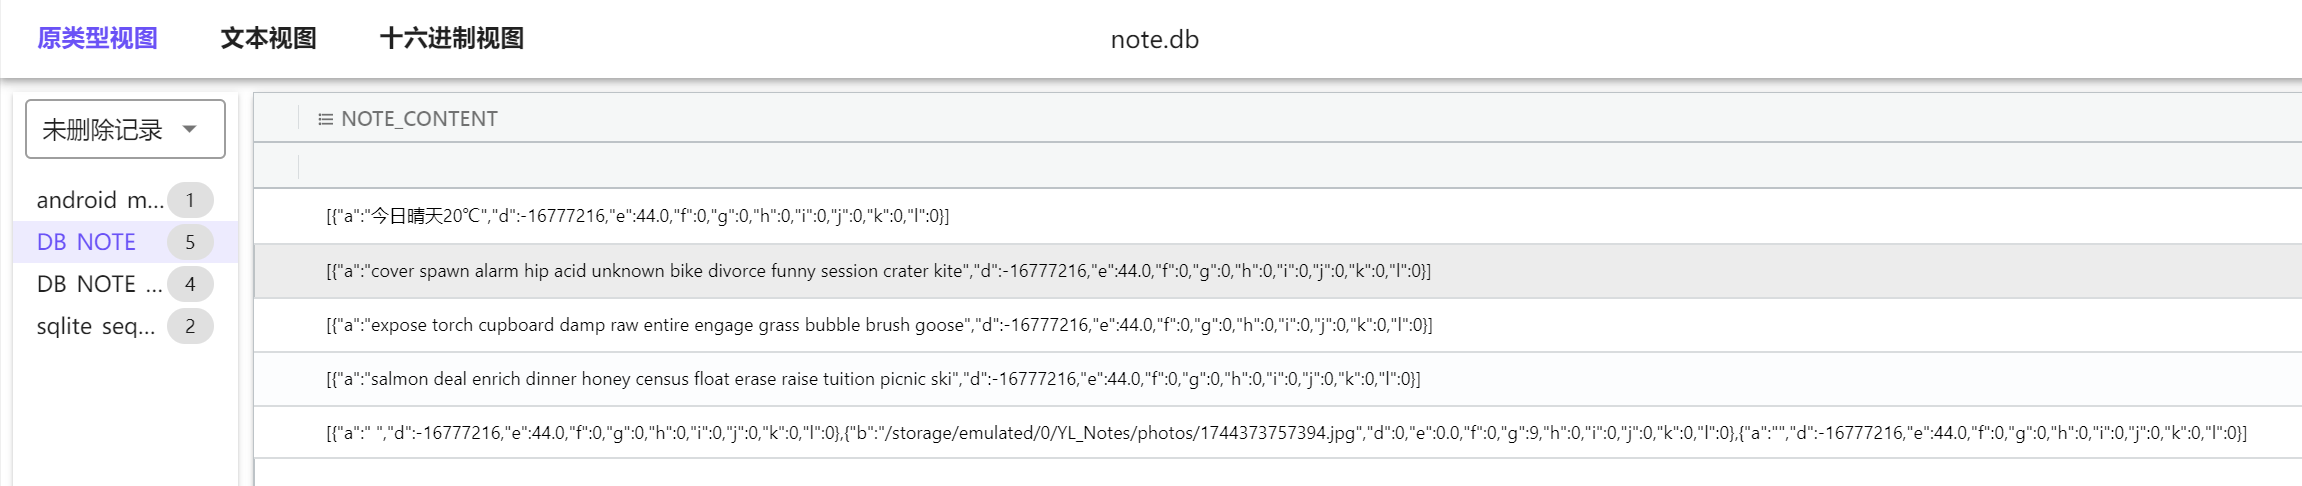 原类型视图 文本视图 十六进制视图 note.db
未删除记录
android_m... 1
DB_NOTE 5
DB_NOTE_... 4
sqlite_seq... 2
NOTE_CONTENT
[{"a":"今日晴天20℃","d":-16777216,"e":44.0,"f":0,"g":0,"h":0,"i":0,"j":0,"k":0,"l":0}]
[{"a":"cover spawn alarm hip acid unknown bike divorce funny session crater kite","d":-16777216,"e":44.0,"f":0,"g":0,"h":0,"i":0,"j":0,"k":0,"l":0}]
[{"a":"expose torch cupboard damp raw entire engage grass bubble brush goose","d":-16777216,"e":44.0,"f":0,"g":0,"h":0,"i":0,"j":0,"k":0,"l":0}]
[{"a":"salmon deal enrich dinner honey census float erase raise tuition picnic ski","d":-16777216,"e":44.0,"f":0,"g":0,"h":0,"i":0,"j":0,"k":0,"l":0}]
[{"a":" ","d":-16777216,"e":44.0,"f":0,"g":0,"h":0,"i":0,"j":0,"k":0,"l":0},{"b":"/storage/emulated/0/YL_Notes/photos/1744373757394.jpg","d":0,"e":0.0,"f":0,"g":9,"h":0,"i":0,"j":0,"k":0,"l":0},{"a":"","d":-16777216,"e":44.0,"f":0,"g":0,"h":0,"i":0,"j":0,"k":0,"l":0}]